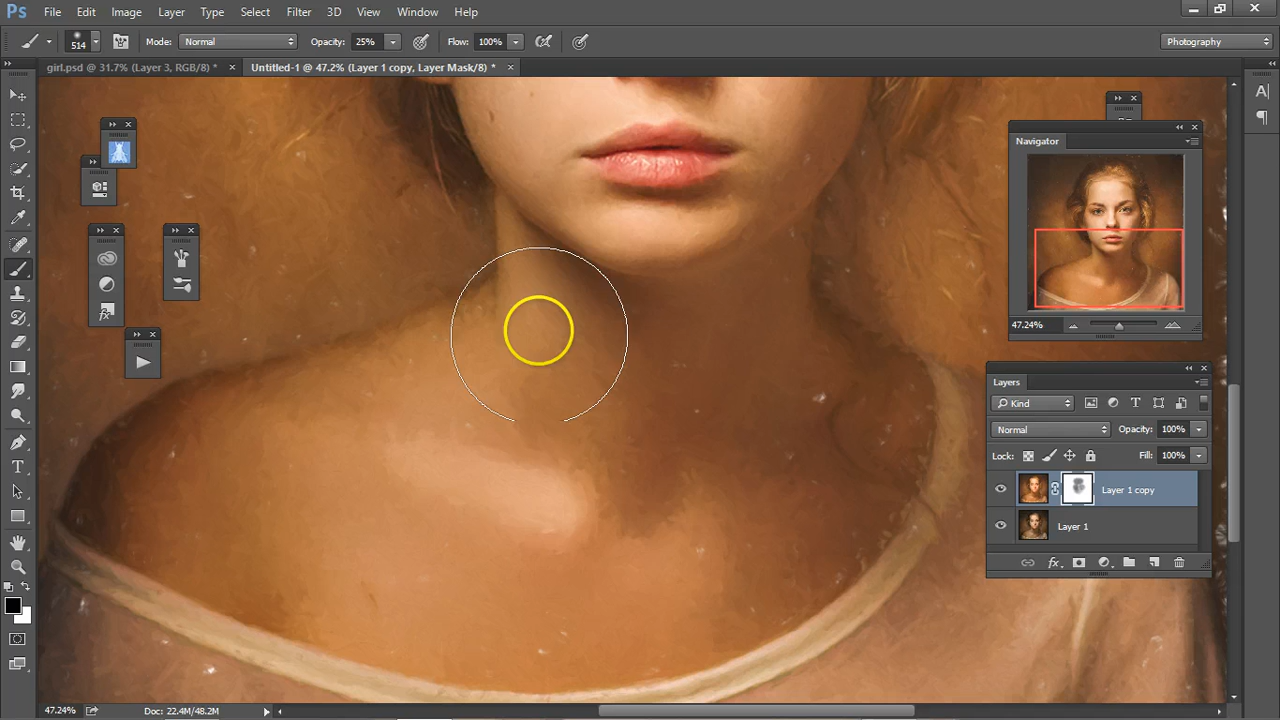 Ps File Edit Image Layer Type Select Filter 3D View Window Help
514 Mode: Normal Opacity: 25% Flow: 100% Photography
girl.psd @ 31.7% (Layer 3, RGB/8) * × Untitled-1 @ 47.2% (Layer 1 copy, Layer Mask/8) * ×
A
Navigator
47.24%
Layers
Kind
Normal Opacity: 100%
Lock: Fill: 100%
Layer 1 copy
Layer 1
fx
47.24% Doc: 22.4M/48.2M